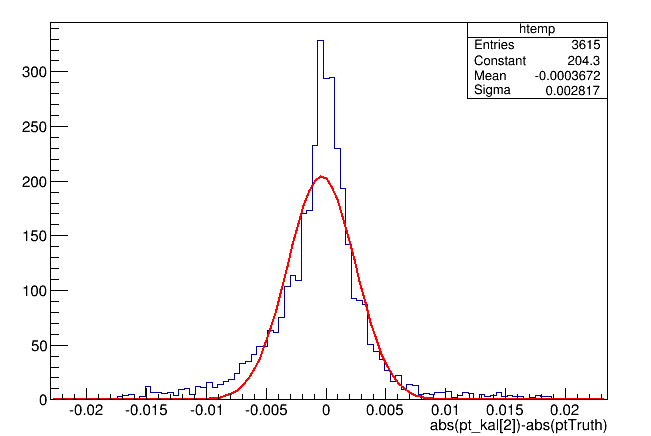 htemp
Entries 3615
Constant 204.3
Mean -0.0003672
Sigma 0.002817
300
250
200
150
100
50
0
-0.02 -0.015 -0.01 -0.005 0 0.005 0.01 0.015 0.02
abs(pt_kal[2])-abs(ptTruth)